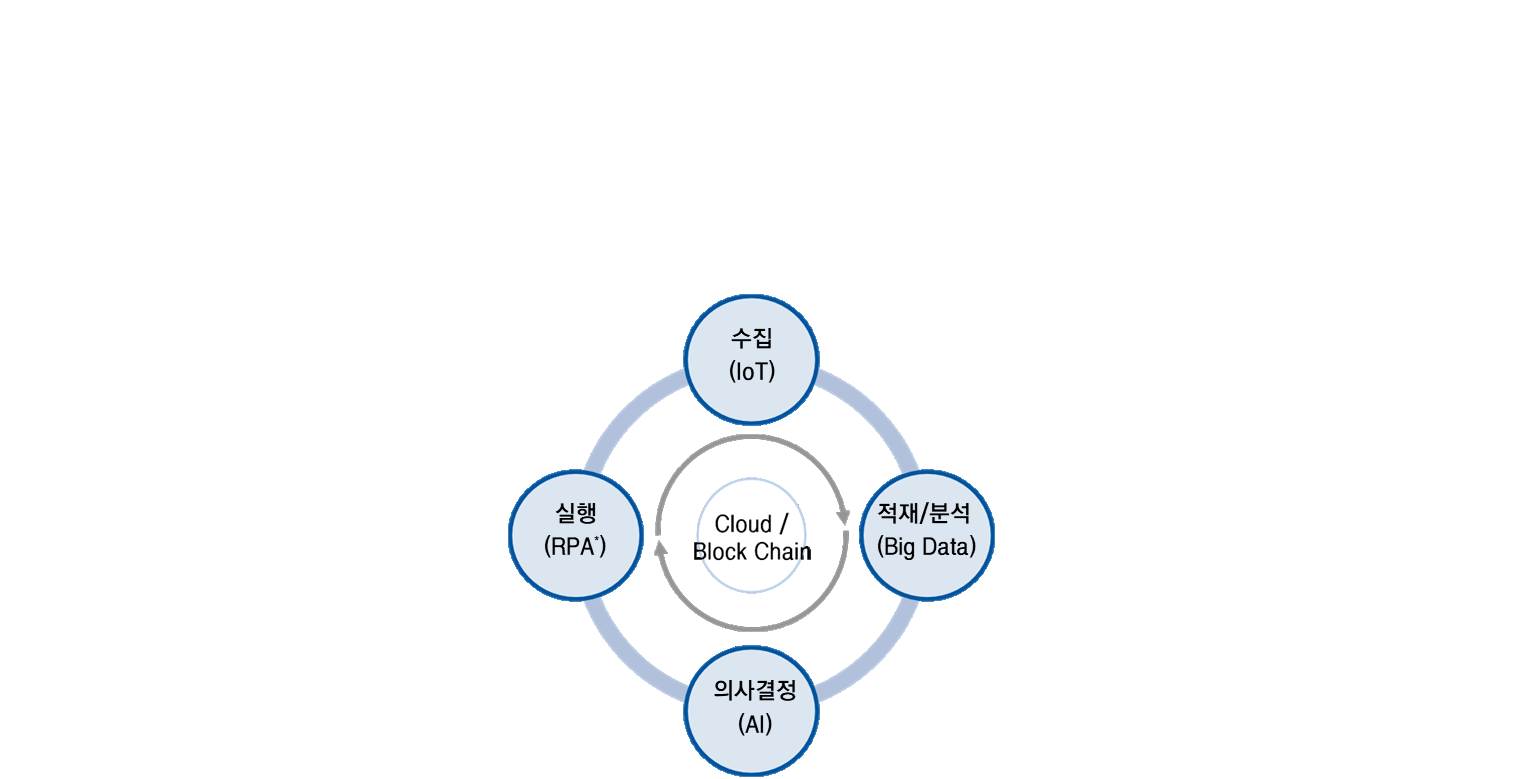 수집
(IoT)
실행
(RPA*)
Cloud /
Block Chain
적재/분석
(Big Data)
의사결정
(AI)